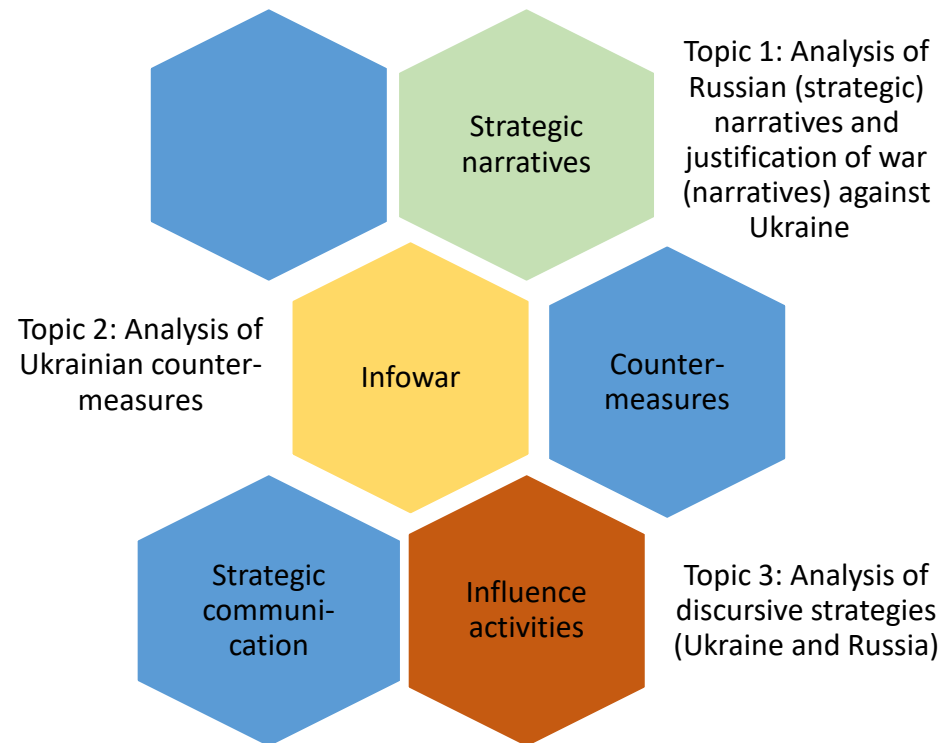 Strategic
narratives
Topic 1: Analysis of
Russian (strategic)
narratives and
justification of war
(narratives) against
Ukraine
Topic 2: Analysis of
Ukrainian counter-
measures
Infowar
Counter-
measures
Strategic
communi-
cation
Influence
activities
Topic 3: Analysis of
discursive strategies
(Ukraine and Russia)